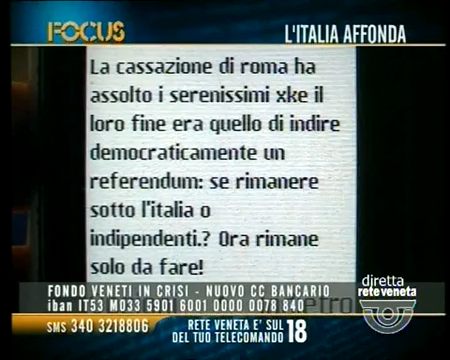 FOCUS
L'ITALIA AFFONDA
La cassazione di roma ha
assolto i serenissimi xke il
loro fine era quello di indire
democraticamente un
referendum: se rimanere
sotto l'italia o
indipendenti.? Ora rimane
solo da fare!
diretta
reteveneta
FONDO VENETI IN CRISI - NUOVO CC BANCARIO
iban IT53 M033 5901 6001 0000 0078 840
SMS 340 3218806
RETE VENETA E' SUL
DEL TUO TELECOMANDO 18